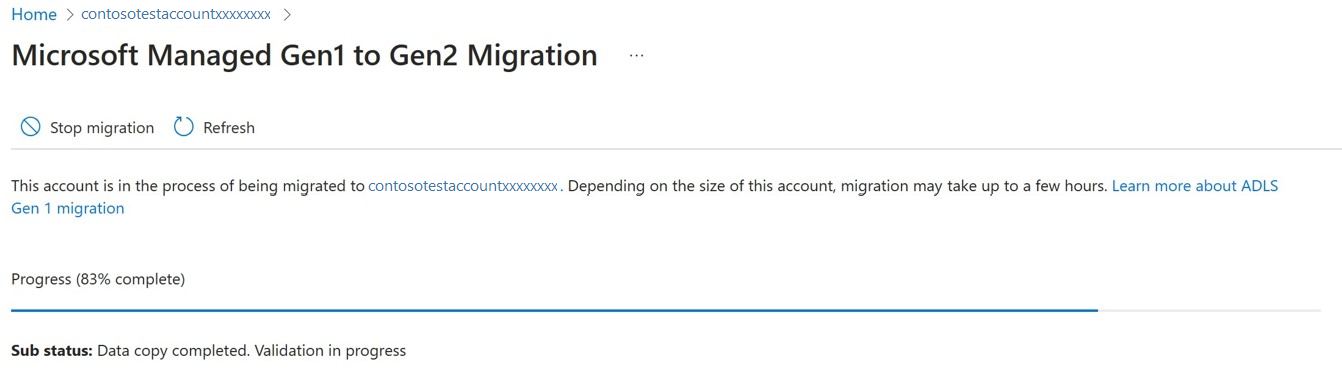 Home > contosotestaccountxxxxxxxx >
Microsoft Managed Gen1 to Gen2 Migration ...
Stop migration Refresh
This account is in the process of being migrated to contosotestaccountxxxxxxxx. Depending on the size of this account, migration may take up to a few hours. Learn more about ADLS
Gen 1 migration
Progress (83% complete)
Sub status: Data copy completed. Validation in progress